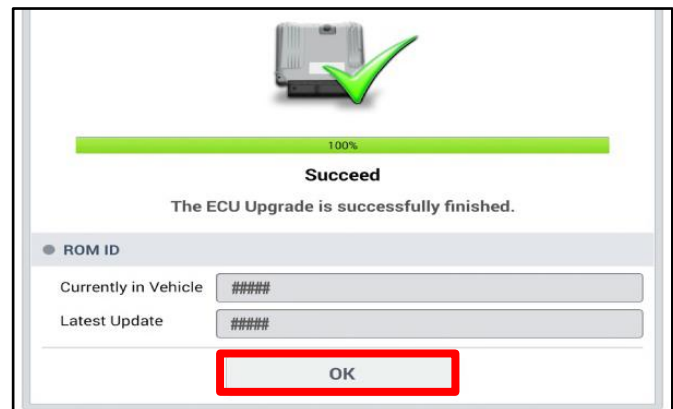 100%
Succeed
The ECU Upgrade is successfully finished.
ROM ID
Currently in Vehicle #####
Latest Update #####
OK